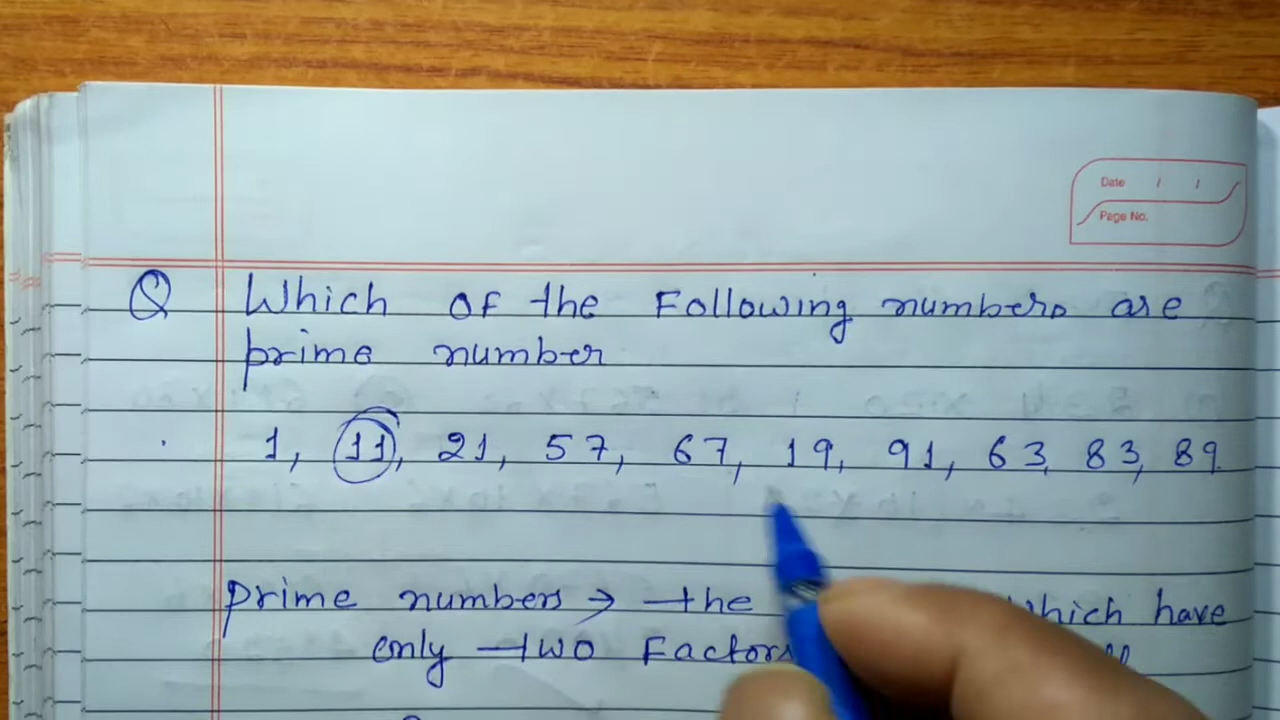 Date / /
Page No.
Q Which of the Following numbers are
prime number
1, 11, 21, 57, 67, 19, 91, 63, 83, 89
prime numbers → the which have
only two Factors